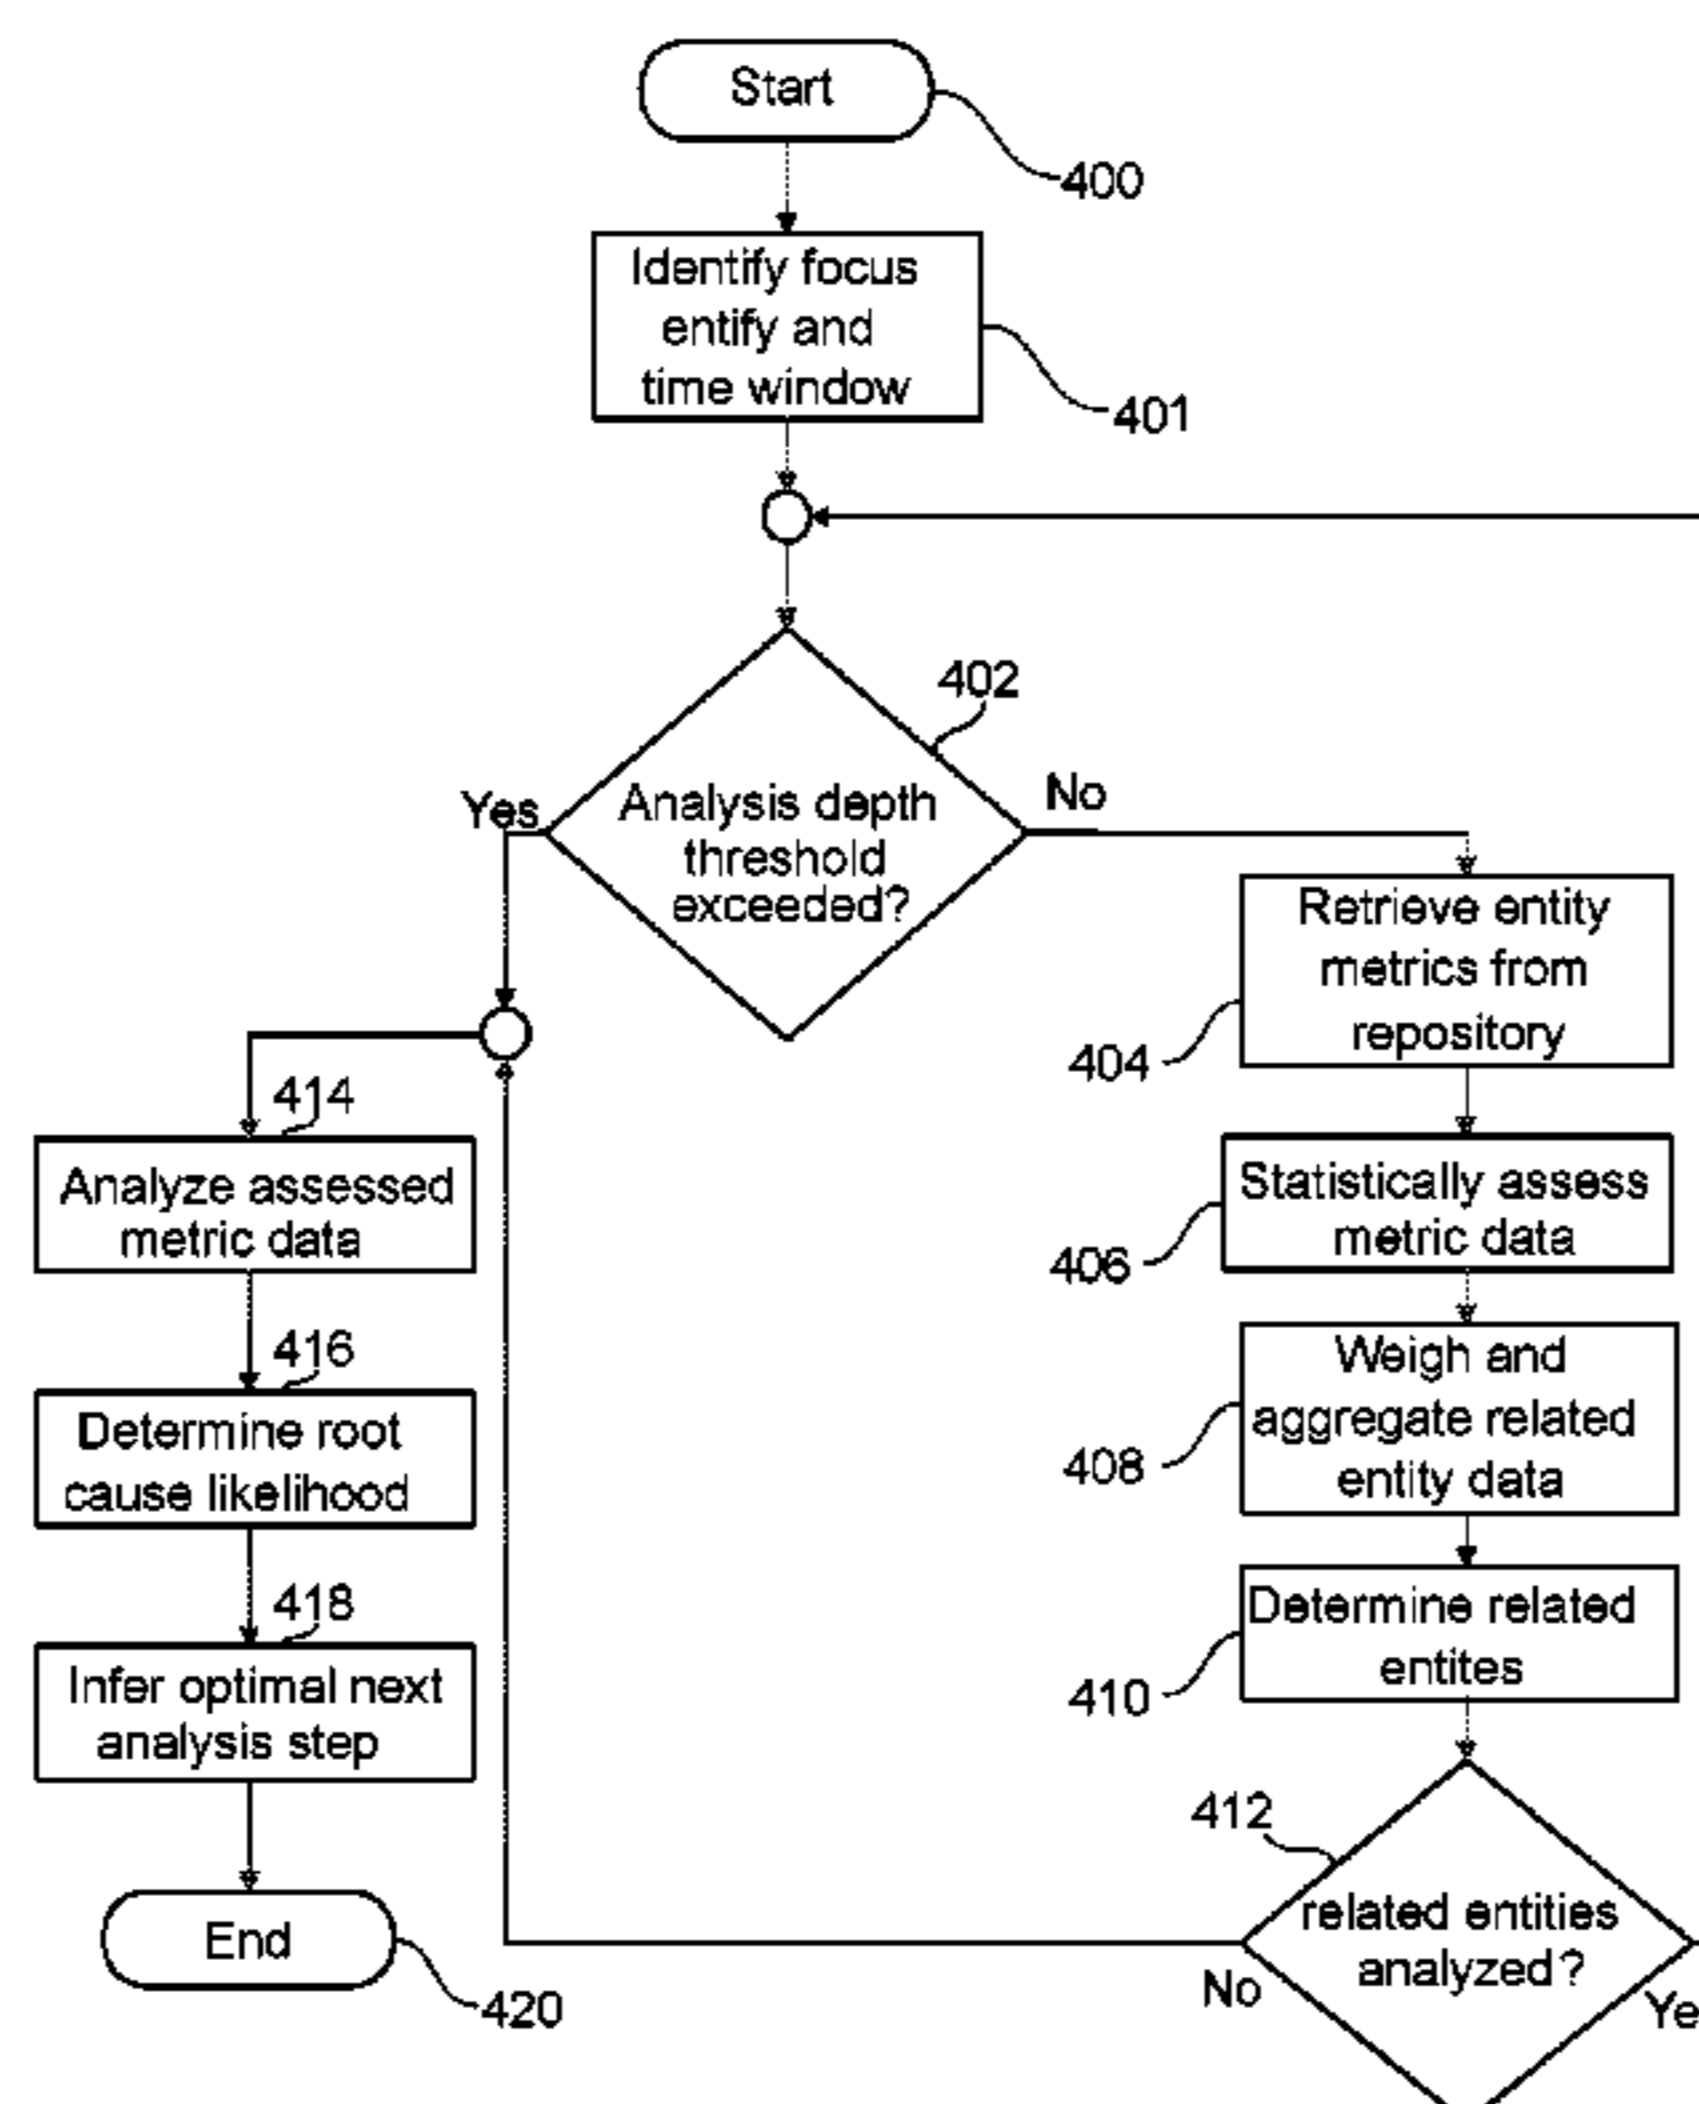 Start
400
Identify focus
entify and
time window
401
402
Yes
Analysis depth
threshold
exceeded?
No
Retrieve entity
metrics from
repository
404
414
Analyze assessed
metric data
Statistically assess
metric data
406
416
Determine root
cause likelihood
Weigh and
aggregate related
entity data
408
418
Infer optimal next
analysis step
Determine related
entites
410
412
related entities
analyzed?
No
Ye
End
420